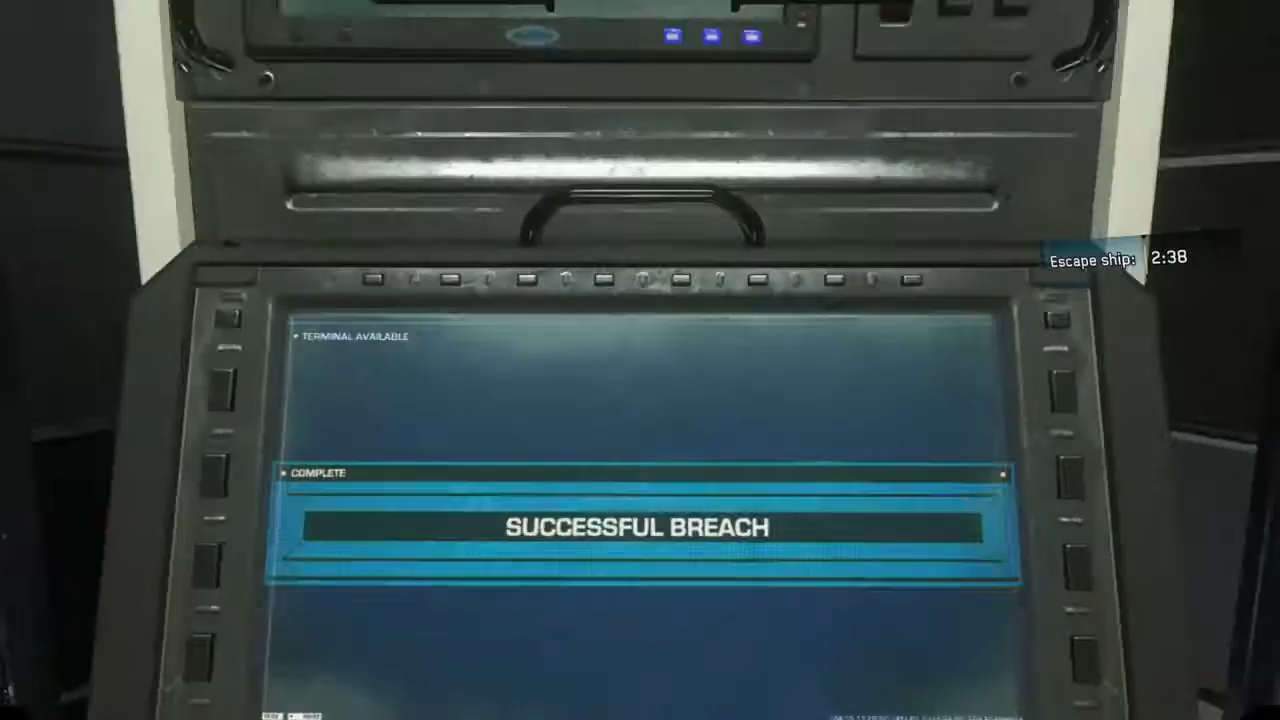 Escape ship: 2:38
TERMINAL AVAILABLE
COMPLETE
SUCCESSFUL BREACH